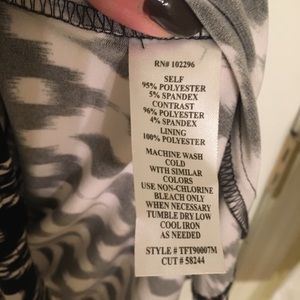 RN# 102296
SELF
95% POLYESTER
5% SPANDEX
CONTRAST
96% POLYESTER
4% SPANDEX
LINING
100% POLYESTER
MACHINE WASH
COLD
WITH SIMILAR
COLORS
USE NON-CHLORINE
BLEACH ONLY
WHEN NECESSARY
TUMBLE DRY LOW
COOL IRON
AS NEEDED
STYLE # TFT90007M
CUT # 58244